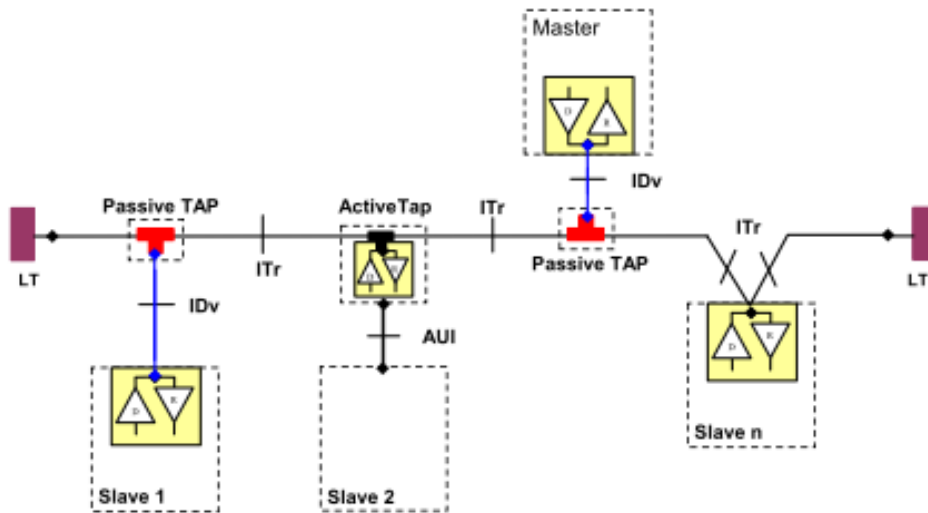 Master
D
R
IDv
Passive TAP
ActiveTap
ITr
ITr
LT
ITr
D
R
Passive TAP
LT
IDv
AUI
D
R
D
R
Slave 1
Slave 2
Slave n